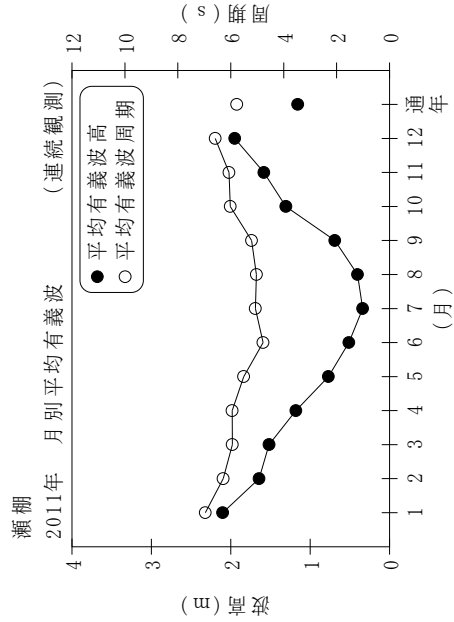 瀬棚
2011年 月別平均有義波 (連続観測)
● 平均有義波高
○ 平均有義波周期
波高(m)
4
3
2
1
0
周期(s)
12
10
8
6
4
2
0
1 2 3 4 5 6 7 8 9 10 11 12 通年
(月)